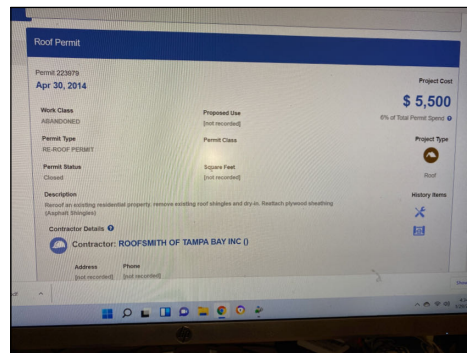 Roof Permit
Permit 223079
Apr 30, 2014
Project Cost
$ 5,500
6% of Total Permit Spend
Work Class
ABANDONED
Proposed Use
[not recorded]
Permit Type
RE-ROOF PERMIT
Permit Class
Project Type
Roof
Permit Status
Closed
Square Feet
[not recorded]
Description
Reroof an existing residential property, remove existing roof shingles and dry-in. Reattach plywood sheathing
(Asphalt Shingles)
History Items
Contractor Details
Contractor: ROOFSMITH OF TAMPA BAY INC ()
Address
[not recorded]
Phone
[not recorded]